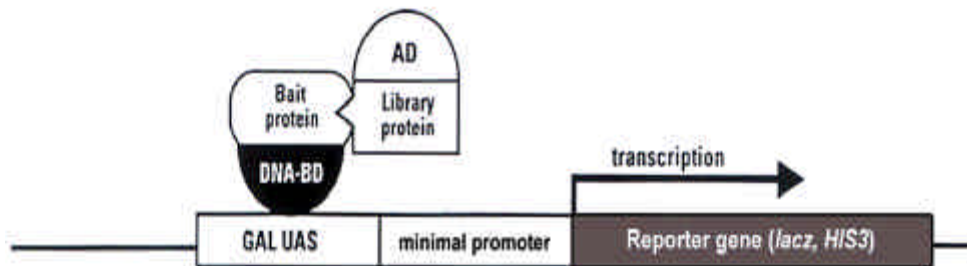 AD
Bait
protein
Library
protein
DNA-BD
transcription
GAL UAS
minimal promoter
Reporter gene (lacz, HIS3)